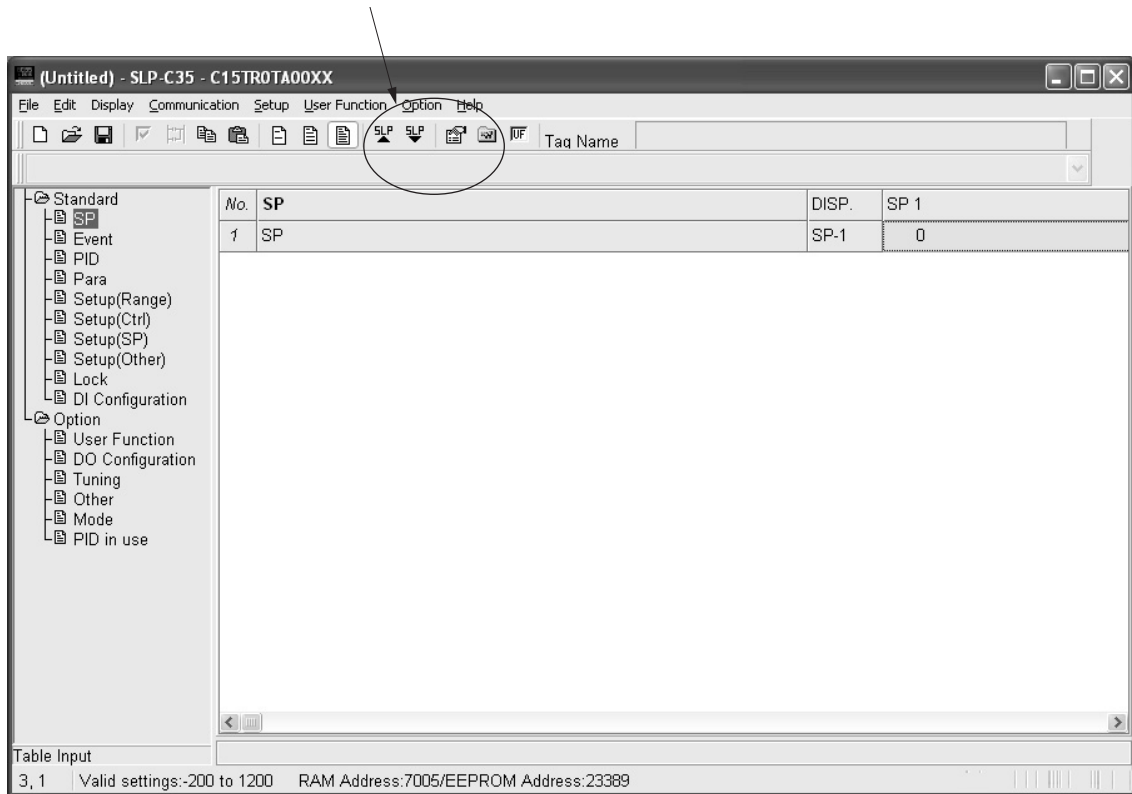 (Untitled) - SLP-C35 - C15TR0TA00XX
File Edit Display Communication Setup User Function Option Help
SLP SLP UF Tag Name
Standard
SP
Event
PID
Para
Setup(Range)
Setup(Ctrl)
Setup(SP)
Setup(Other)
Lock
DI Configuration
Option
User Function
DO Configuration
Tuning
Other
Mode
PID in use
No. SP DISP. SP 1
1 SP SP-1 0
Table Input
3, 1 Valid settings:-200 to 1200 RAM Address:7005/EEPROM Address:23389